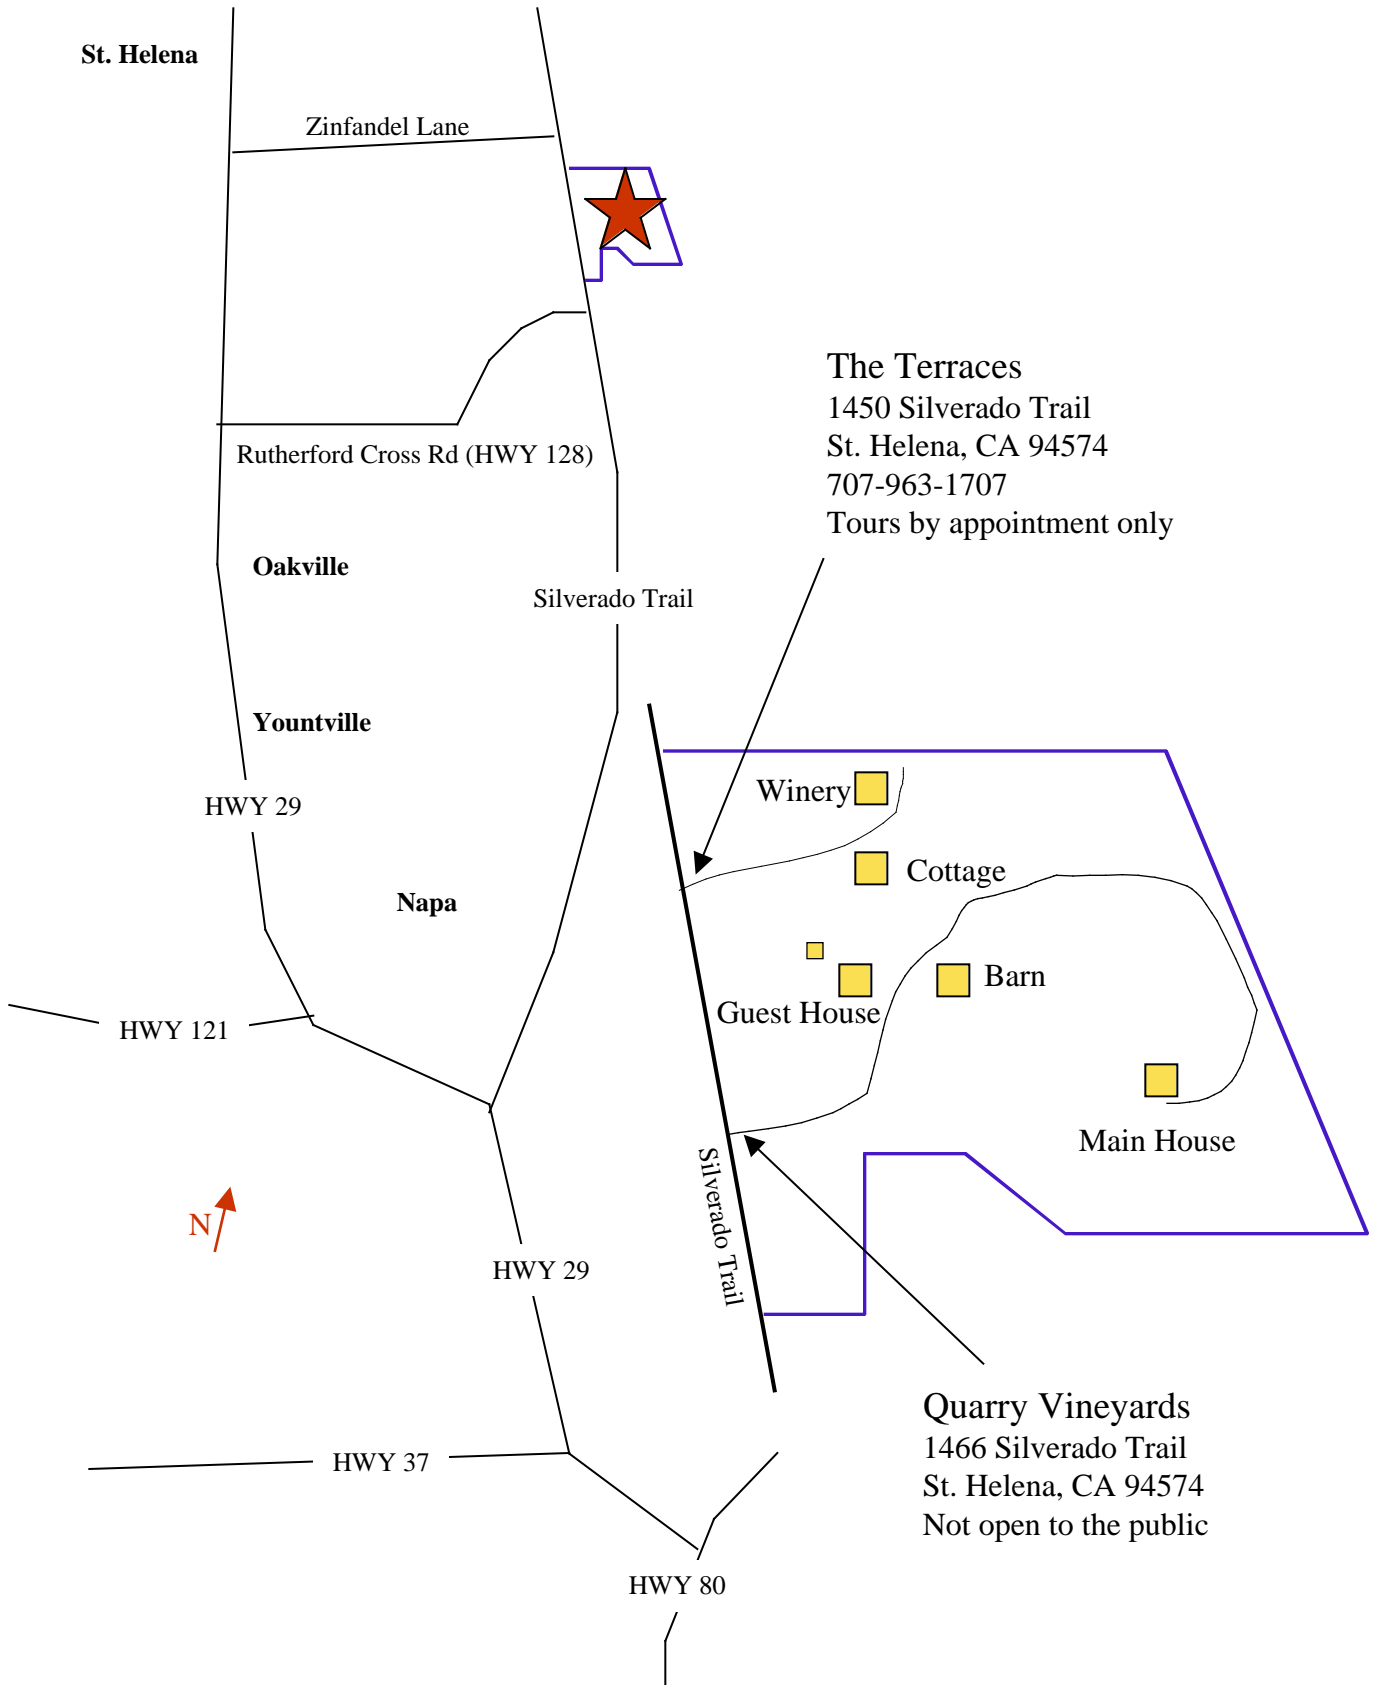 St. Helena
Zinfandel Lane
The Terraces
1450 Silverado Trail
St. Helena, CA 94574
707-963-1707
Tours by appointment only
Rutherford Cross Rd (HWY 128)
Oakville
Silverado Trail
Yountville
HWY 29
Winery
Cottage
Napa
Barn
Guest House
HWY 121
Main House
Silverado Trail
N
HWY 29
Quarry Vineyards
1466 Silverado Trail
St. Helena, CA 94574
Not open to the public
HWY 37
HWY 80